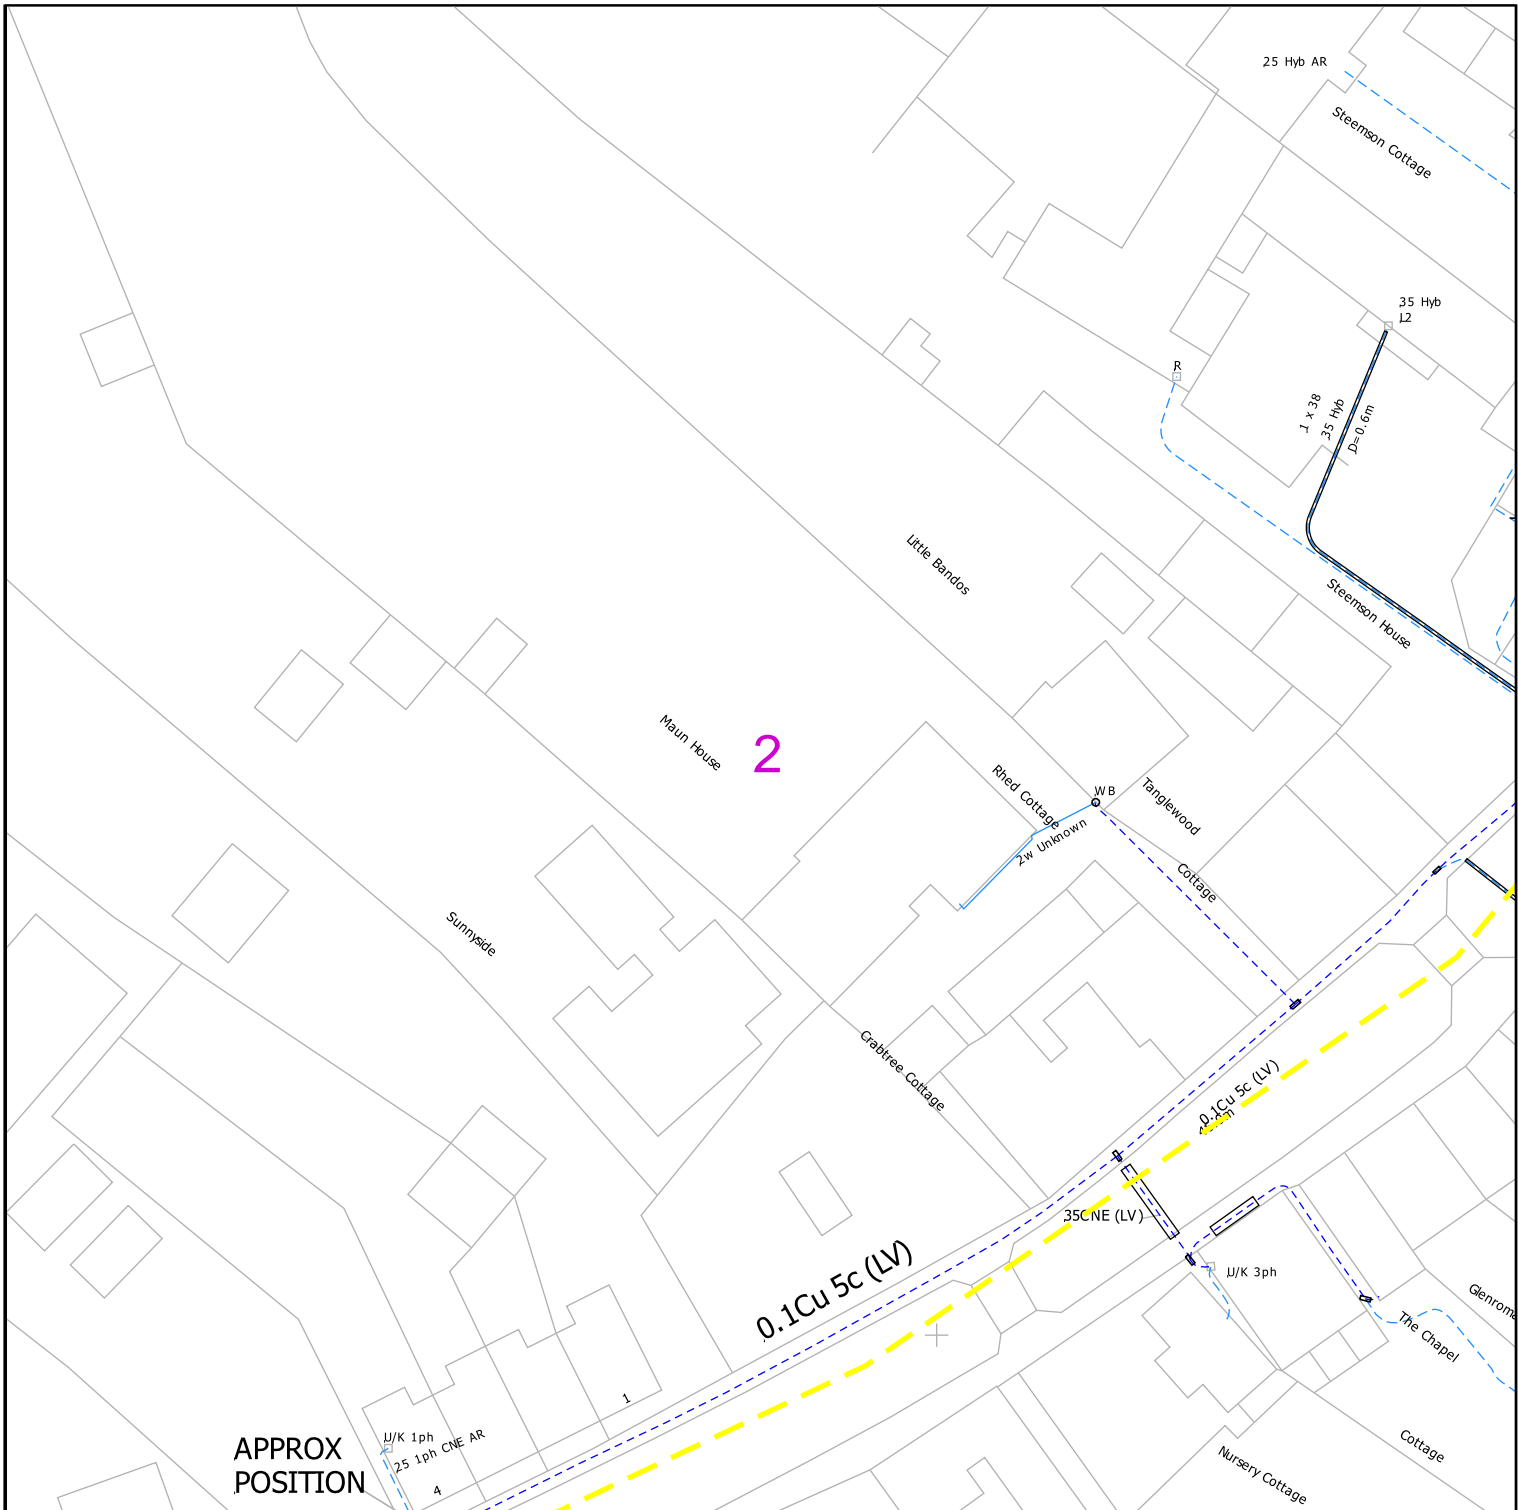 25 Hyb AR
Steemson Cottage
35 Hyb
L2
R
1 x 38
35 Hyb
D=0.6m
Little Bandos
Steemson House
Maun House
2
Rhed Cottage
WB
2w Unknown
Tanglewood
Cottage
Sunnyside
Crabtree Cottage
0.1Cu 5c (LV)
35CNE (LV)
U/K 3ph
0.1Cu 5c (LV)
Glenroma
The Chapel
1
U/K 1ph
25 1ph CNE AR
4
APPROX
POSITION
Cottage
Nursery Cottage